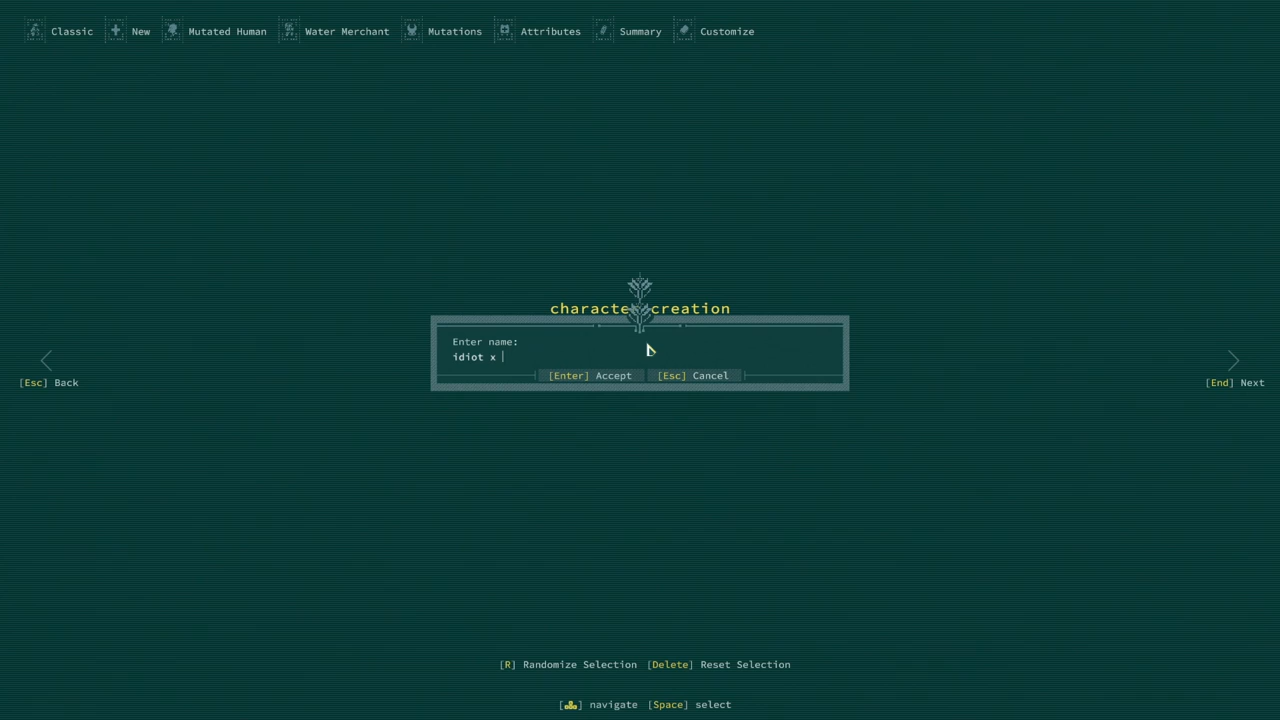 Classic New Mutated Human Water Merchant Mutations Attributes Summary Customize
character creation
Enter name:
idiot x
[Enter] Accept [Esc] Cancel
[Esc] Back
[End] Next
[R] Randomize Selection [Delete] Reset Selection
navigate [Space] select